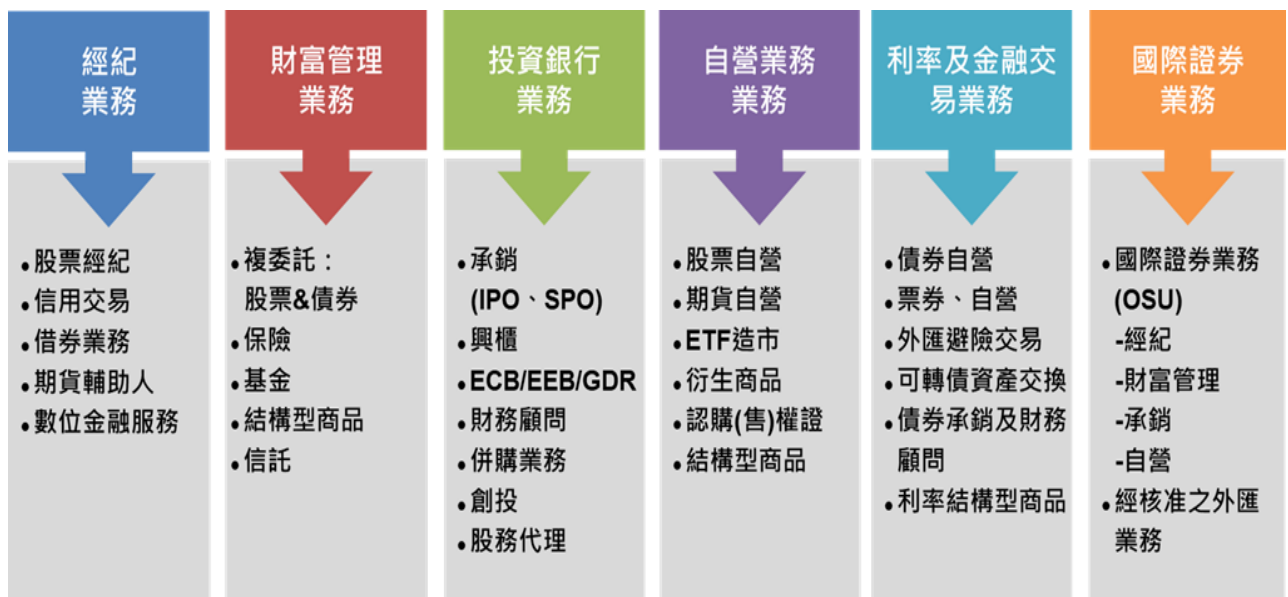 經紀
業務
•股票經紀
•信用交易
•借券業務
•期貨輔助人
•數位金融服務
財富管理
業務
•複委託：
股票&債券
•保險
•基金
•結構型商品
•信託
投資銀行
業務
•承銷
(IPO、SPO)
•興櫃
•ECB/EEB/GDR
•財務顧問
•併購業務
•創投
•股務代理
自營業務
業務
•股票自營
•期貨自營
•ETF造市
•衍生商品
•認購(售)權證
•結構型商品
利率及金融交
易業務
•債券自營
•票券、自營
•外匯避險交易
•可轉債資產交換
•債券承銷及財務
顧問
•利率結構型商品
國際證券
業務
•國際證券業務
(OSU)
-經紀
-財富管理
-承銷
-自營
•經核准之外匯
業務